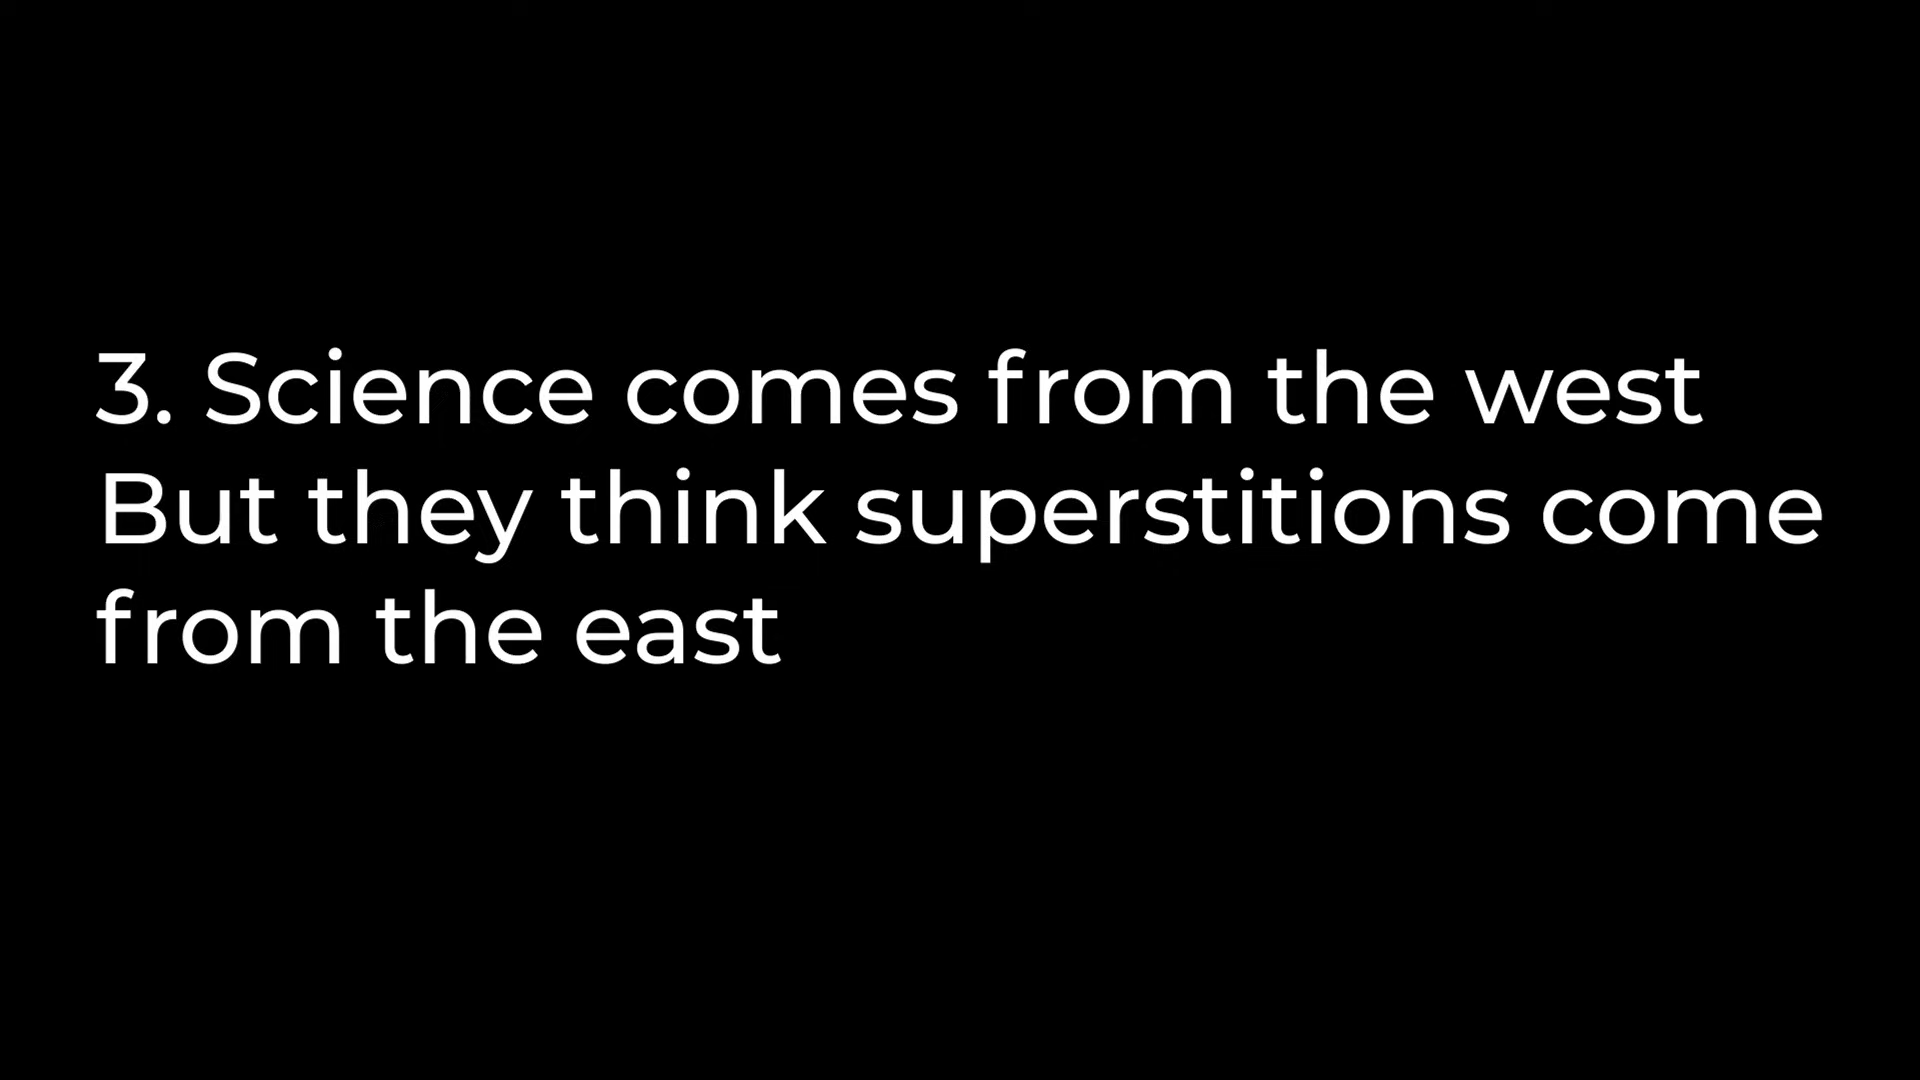 3. Science comes from the west
But they think superstitions come
from the east